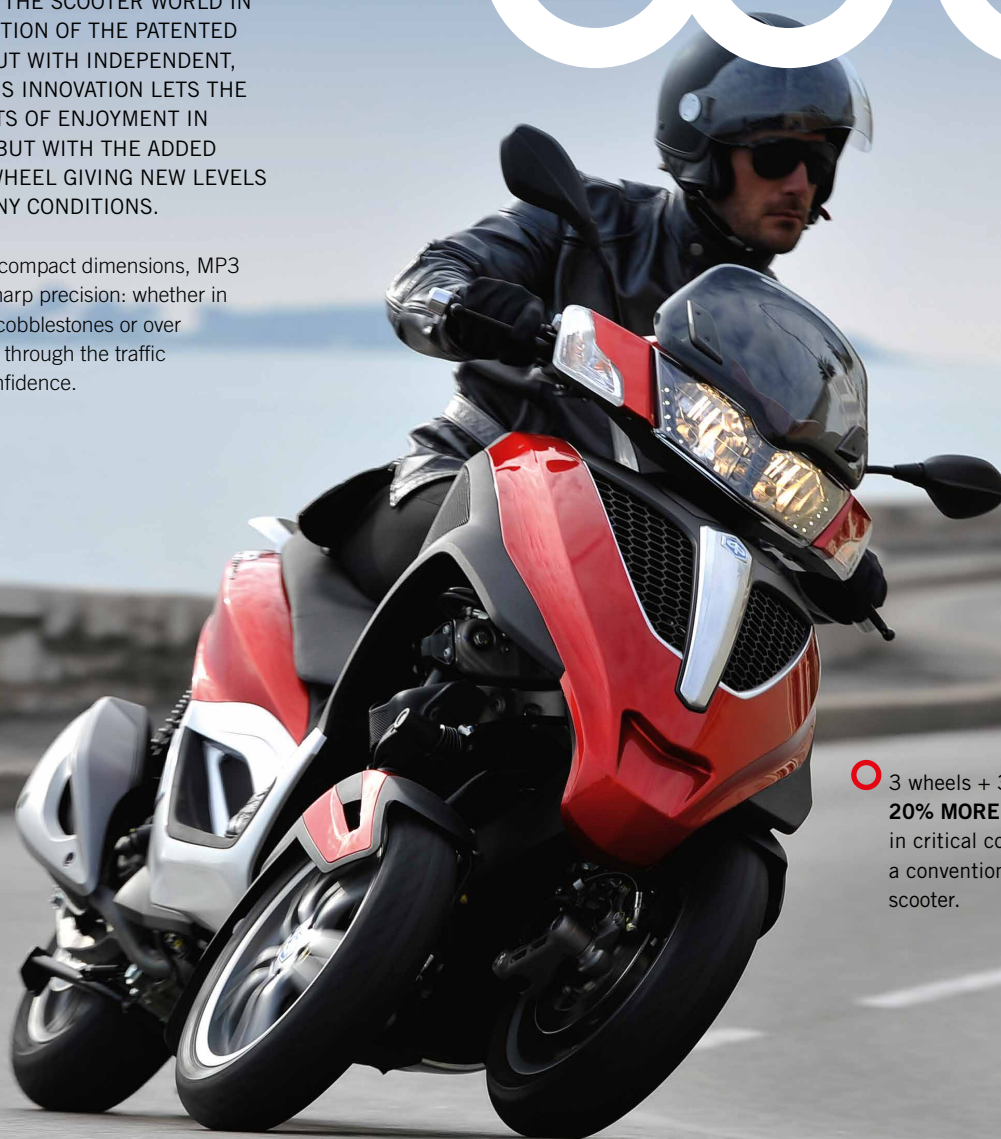 THE SCOOTER WORLD IN
TION OF THE PATENTED
UT WITH INDEPENDENT,
S INNOVATION LETS THE
TS OF ENJOYMENT IN
BUT WITH THE ADDED
WHEEL GIVING NEW LEVELS
NY CONDITIONS.
compact dimensions, MP3
harp precision: whether in
cobblestones or over
through the traffic
nfidence.
3 wheels + 3
20% MORE
in critical co
a convention
scooter.